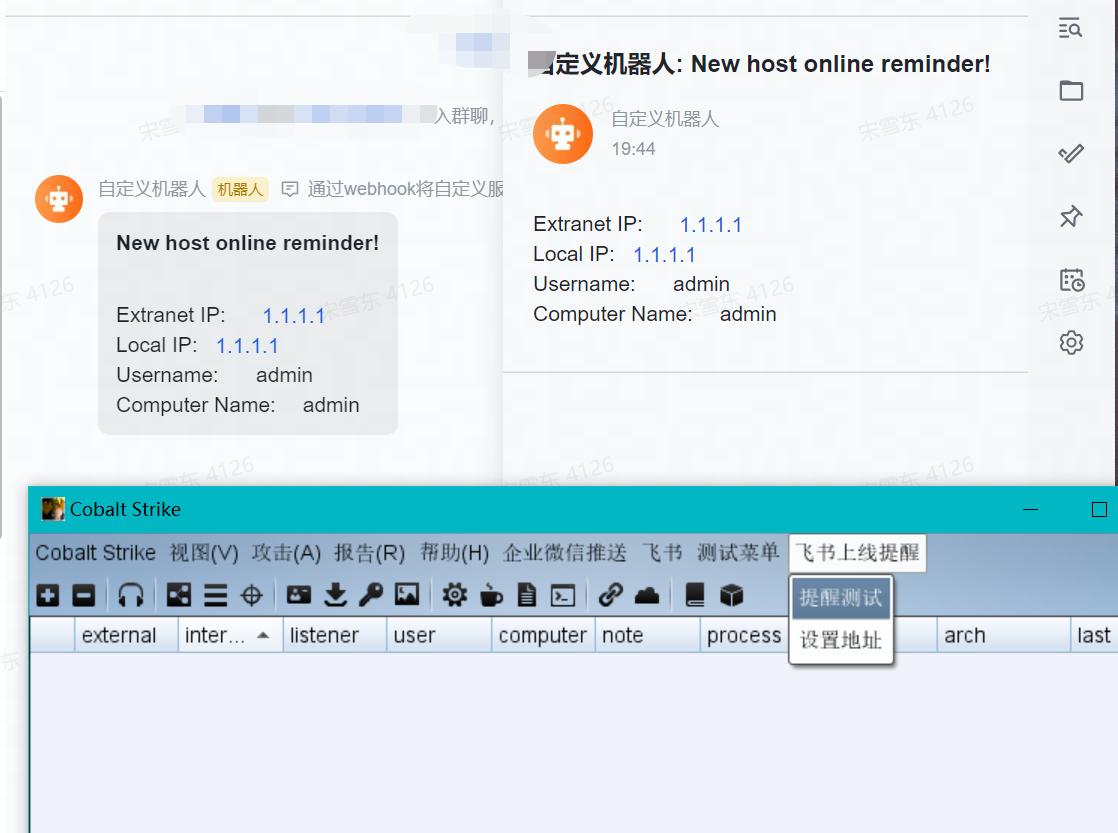 入群聊，
自定义机器人 机器人 通过webhook将自定义服
New host online reminder!
Extranet IP: 1.1.1.1
Local IP: 1.1.1.1
Username: admin
Computer Name: admin
定义机器人: New host online reminder!
自定义机器人
19:44
Extranet IP: 1.1.1.1
Local IP: 1.1.1.1
Username: admin
Computer Name: admin
宋雪东 4126
Cobalt Strike
Cobalt Strike 视图(V) 攻击(A) 报告(R) 帮助(H) 企业微信推送 飞书 测试菜单 飞书上线提醒
提醒测试
设置地址
external inter... listener user computer note process arch last